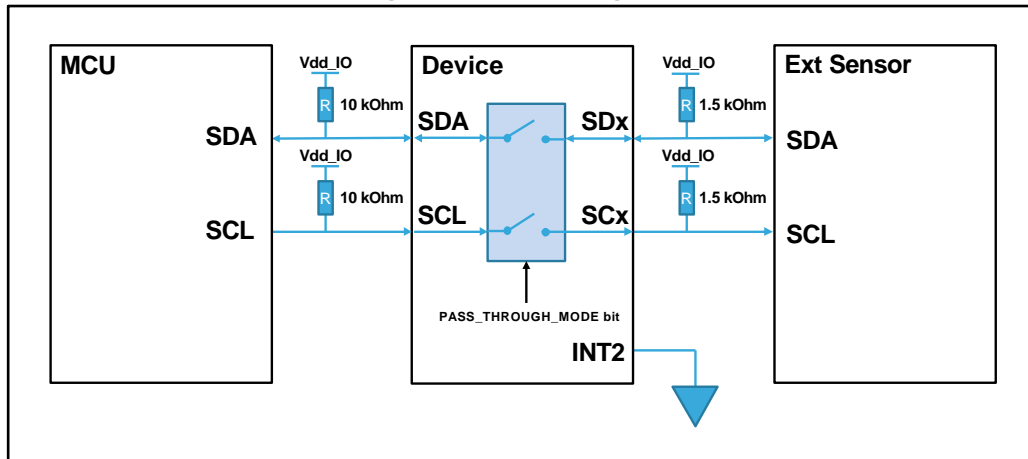 MCU
Vdd_IO
R 10 kOhm
SDA
Vdd_IO
R 10 kOhm
SCL
Device
SDA
SDx
SCL
SCx
PASS_THROUGH_MODE bit
INT2
Vdd_IO
R 1.5 kOhm
Vdd_IO
R 1.5 kOhm
Ext Sensor
SDA
SCL